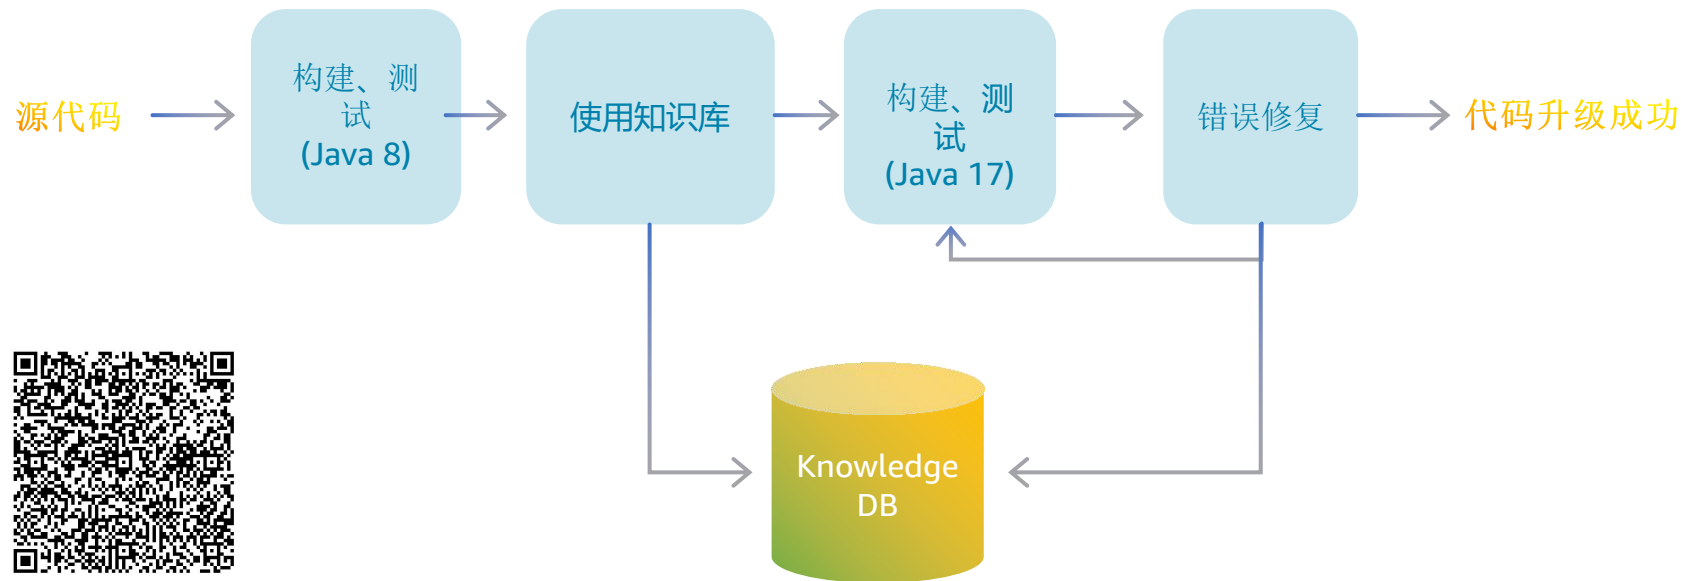 源代码
构建、测
试
(Java 8)
使用知识库
构建、测
试
(Java 17)
错误修复
代码升级成功
Knowledge
DB